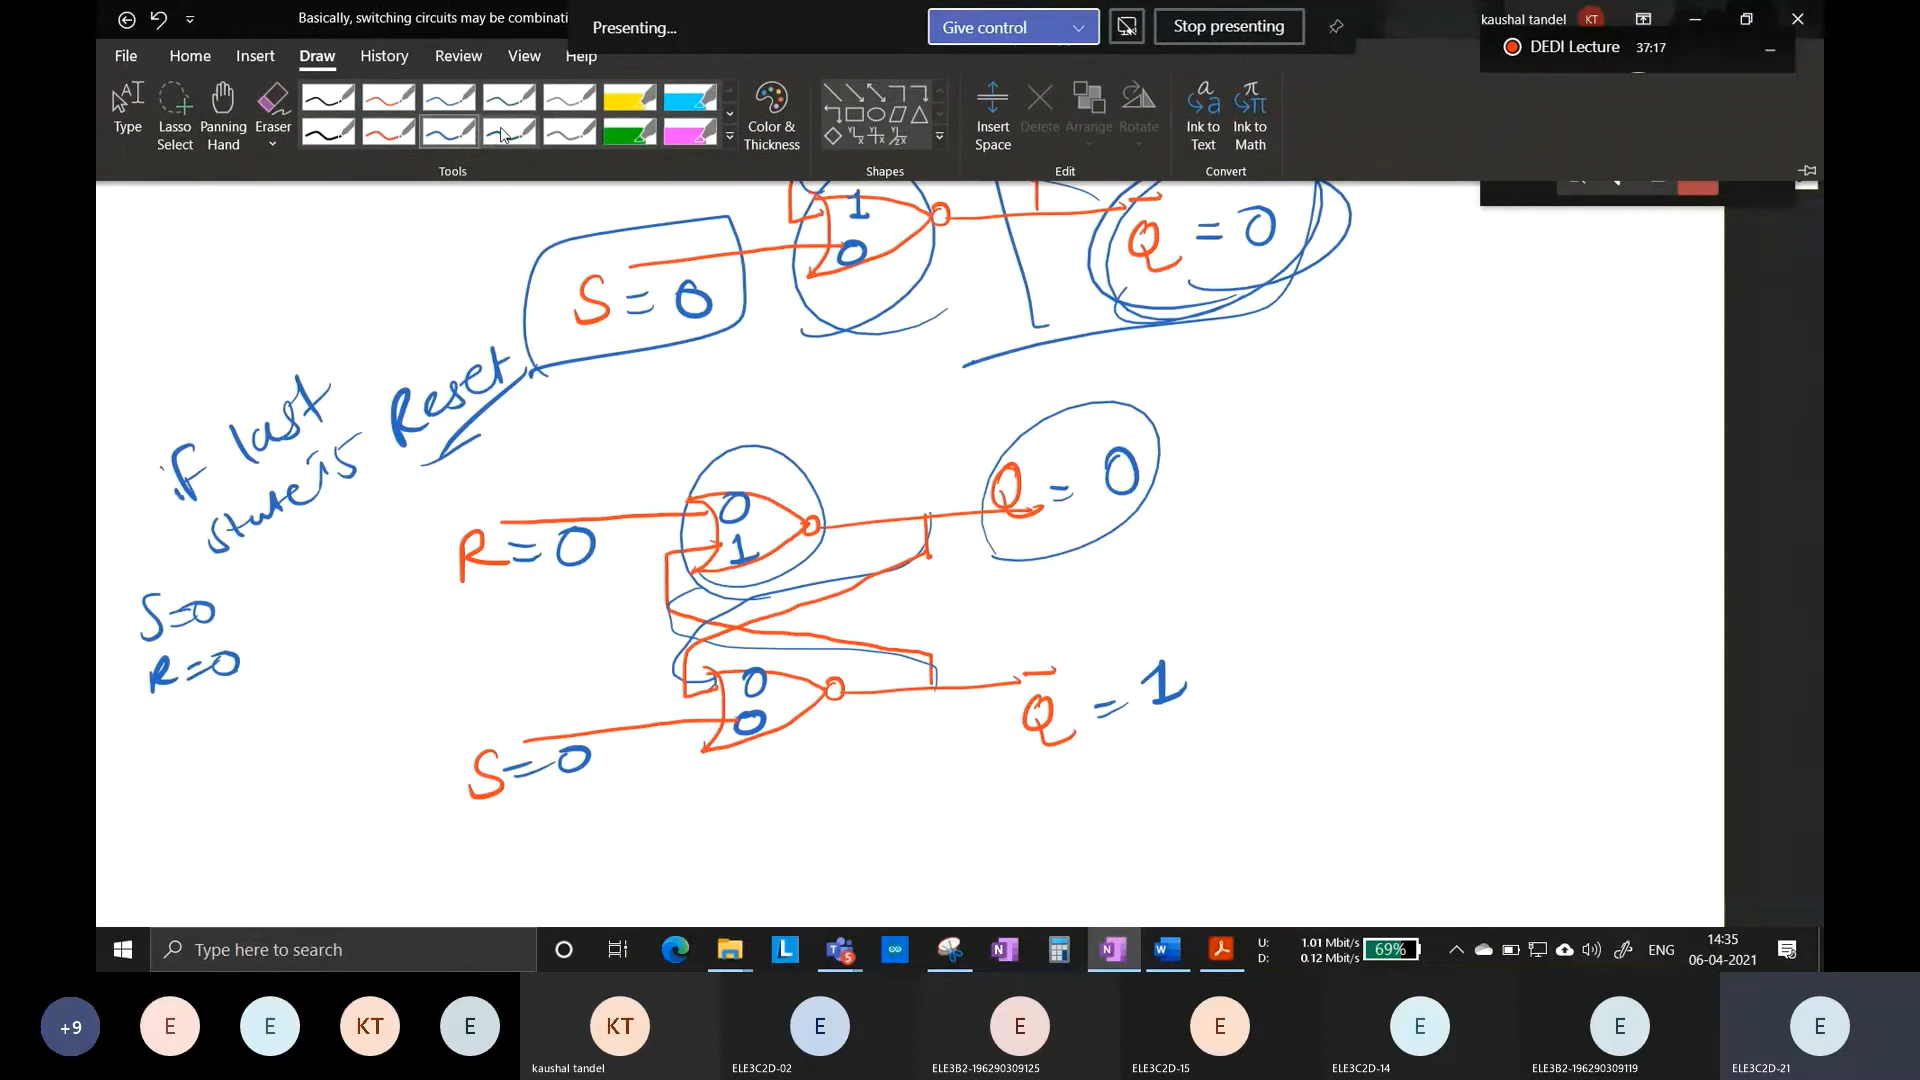 Basically, switching circuits may be combinati
Presenting...
Give control
Stop presenting
kaushal tandel
KT
DEDI Lecture 37:17
File Home Insert Draw History Review View Help
Type
Lasso Select
Panning Hand
Eraser
Color & Thickness
Insert Space
Delete
Arrange
Rotate
Ink to Text
Ink to Math
Tools
Shapes
Edit
Convert
1
0
Q̅ = 0
S = 0
if last
state is Reset
0
1
Q = 0
R = 0
S=0
R=0
0
0
Q̅ = 1
S=0
Type here to search
U: 1.01 Mbit/s
D: 0.12 Mbit/s
69%
ENG
14:35
06-04-2021
+9
E
E
KT
E
KT
kaushal tandel
E
ELE3C2D-02
E
ELE3B2-196290309125
E
ELE3C2D-15
E
ELE3C2D-14
E
ELE3B2-196290309119
E
ELE3C2D-21